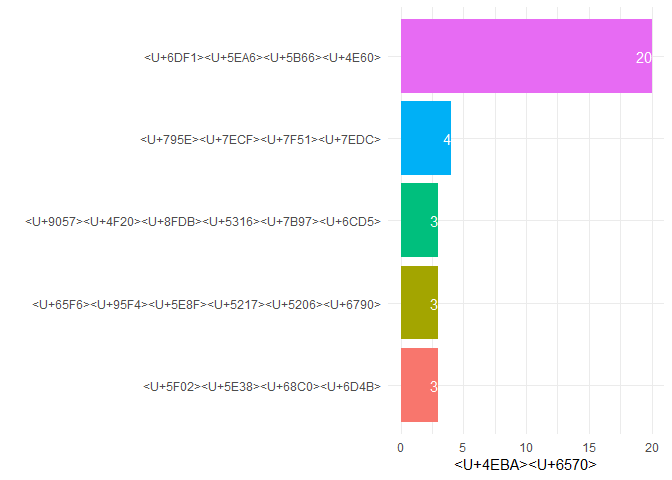 <U+6DF1><U+5EA6><U+5B66><U+4E60>
20
<U+795E><U+7ECF><U+7F51><U+7EDC>
4
<U+9057><U+4F20><U+8FDB><U+5316><U+7B97><U+6CD5>
3
<U+65F6><U+95F4><U+5E8F><U+5217><U+5206><U+6790>
3
<U+5F02><U+5E38><U+68C0><U+6D4B>
3
0 5 10 15 20
<U+4EBA><U+6570>